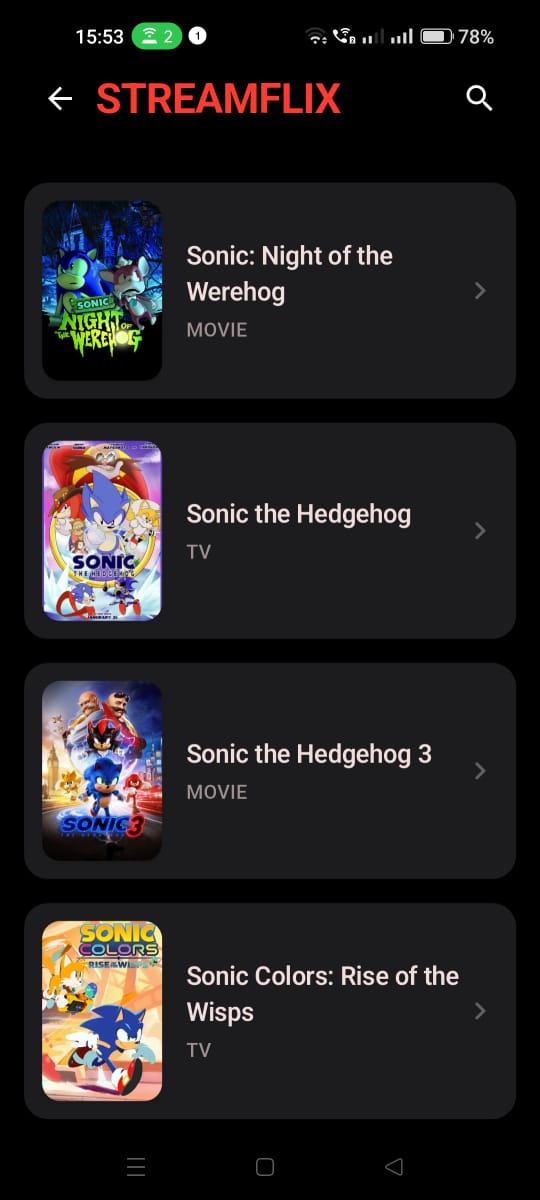 15:53 2 1 78%
STREAMFLIX
SONIC
NIGHT OF
THE WEREHOG
Sonic: Night of the
Werehog
MOVIE
SONIC
THE HEDGEHOG
Sonic the Hedgehog
TV
SONIC 3
THE HEDGEHOG
Sonic the Hedgehog 3
MOVIE
SONIC
COLORS
RISE OF THE WISPS
Sonic Colors: Rise of the
Wisps
TV